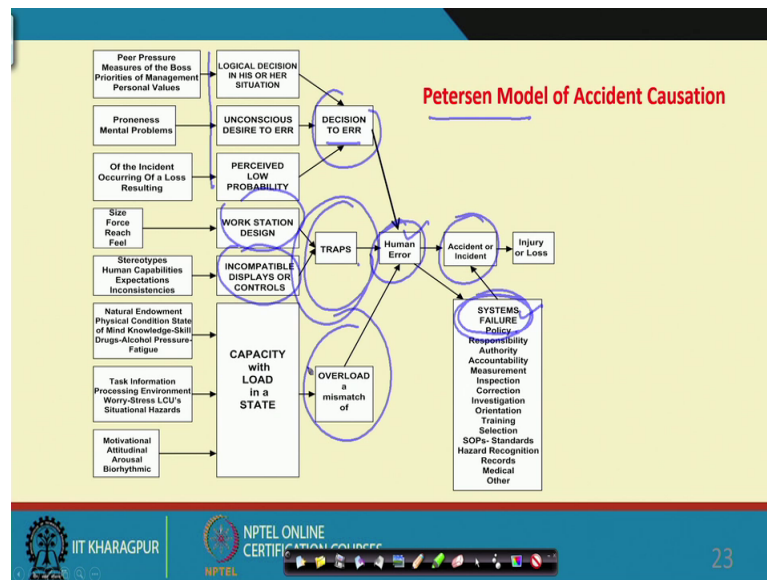 Petersen Model of Accident Causation
Peer Pressure
Measures of the Boss
Priorities of Management
Personal Values
LOGICAL DECISION
IN HIS OR HER
SITUATION
Proneness
Mental Problems
UNCONSCIOUS
DESIRE TO ERR
DECISION
TO ERR
Of the Incident
Occurring Of a Loss
Resulting
PERCEIVED
LOW
PROBABILITY
Size
Force
Reach
Feel
WORK STATION
DESIGN
Stereotypes
Human Capabilities
Expectations
Inconsistencies
INCOMPATIBLE
DISPLAYS OR
CONTROLS
TRAPS
Human
Error
Accident or
Incident
Injury
or Loss
Natural Endowment
Physical Condition State
of Mind Knowledge-Skill
Drugs-Alcohol Pressure-
Fatigue
Task Information
Processing Environment
Worry-Stress LCU's
Situational Hazards
Motivational
Attitudinal
Arousal
Biorhythmic
CAPACITY
with
LOAD
in a
STATE
OVERLOAD
a
mismatch
of
SYSTEMS
FAILURE
Policy
Responsibility
Authority
Accountability
Measurement
Inspection
Correction
Investigation
Orientation
Training
Selection
SOPs- Standards
Hazard Recognition
Records
Medical
Other
IIT KHARAGPUR
NPTEL
NPTEL ONLINE
CERTIFICATION COURSES
23